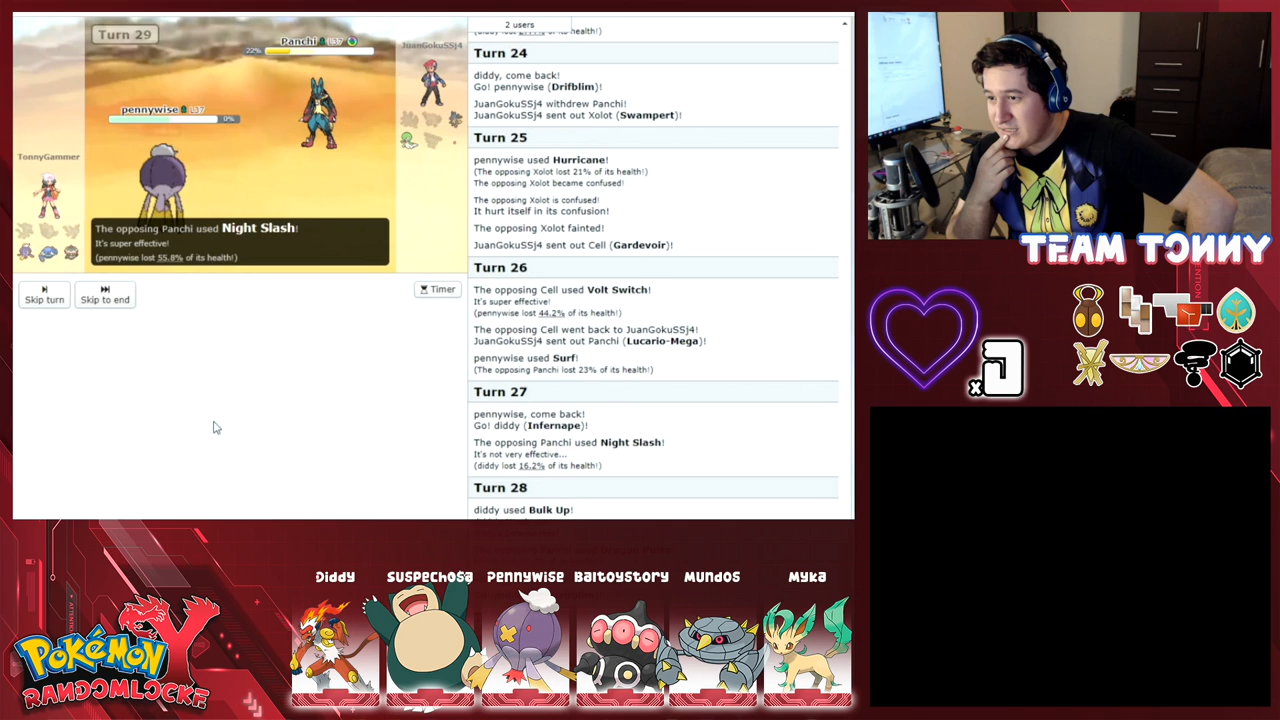 Turn 29
Panchi L37
22%
JuanGokuSSj4
pennywise L37
0%
TonnyGammer
The opposing Panchi used Night Slash!
It's super effective!
(pennywise lost 55.8% of its health!)
Skip turn
Skip to end
Timer
2 users
Turn 24
diddy, come back!
Go! pennywise (Drifblim)!
JuanGokuSSj4 withdrew Panchi!
JuanGokuSSj4 sent out Xolot (Swampert)!
Turn 25
pennywise used Hurricane!
(The opposing Xolot lost 21% of its health!)
The opposing Xolot became confused!
The opposing Xolot is confused!
It hurt itself in its confusion!
The opposing Xolot fainted!
JuanGokuSSj4 sent out Cell (Gardevoir)!
Turn 26
The opposing Cell used Volt Switch!
It's super effective!
(pennywise lost 44.2% of its health!)
The opposing Cell went back to JuanGokuSSj4!
JuanGokuSSj4 sent out Panchi (Lucario-Mega)!
pennywise used Surf!
(The opposing Panchi lost 23% of its health!)
Turn 27
pennywise, come back!
Go! diddy (Infernape)!
The opposing Panchi used Night Slash!
It's not very effective...
(diddy lost 16.2% of its health!)
Turn 28
diddy used Bulk Up!
TEAM TONNY
Diddy
Suspechosa
Pennywise
Baltoystory
Mundos
Myka
Pokémon Y
RANDOMLOCKE